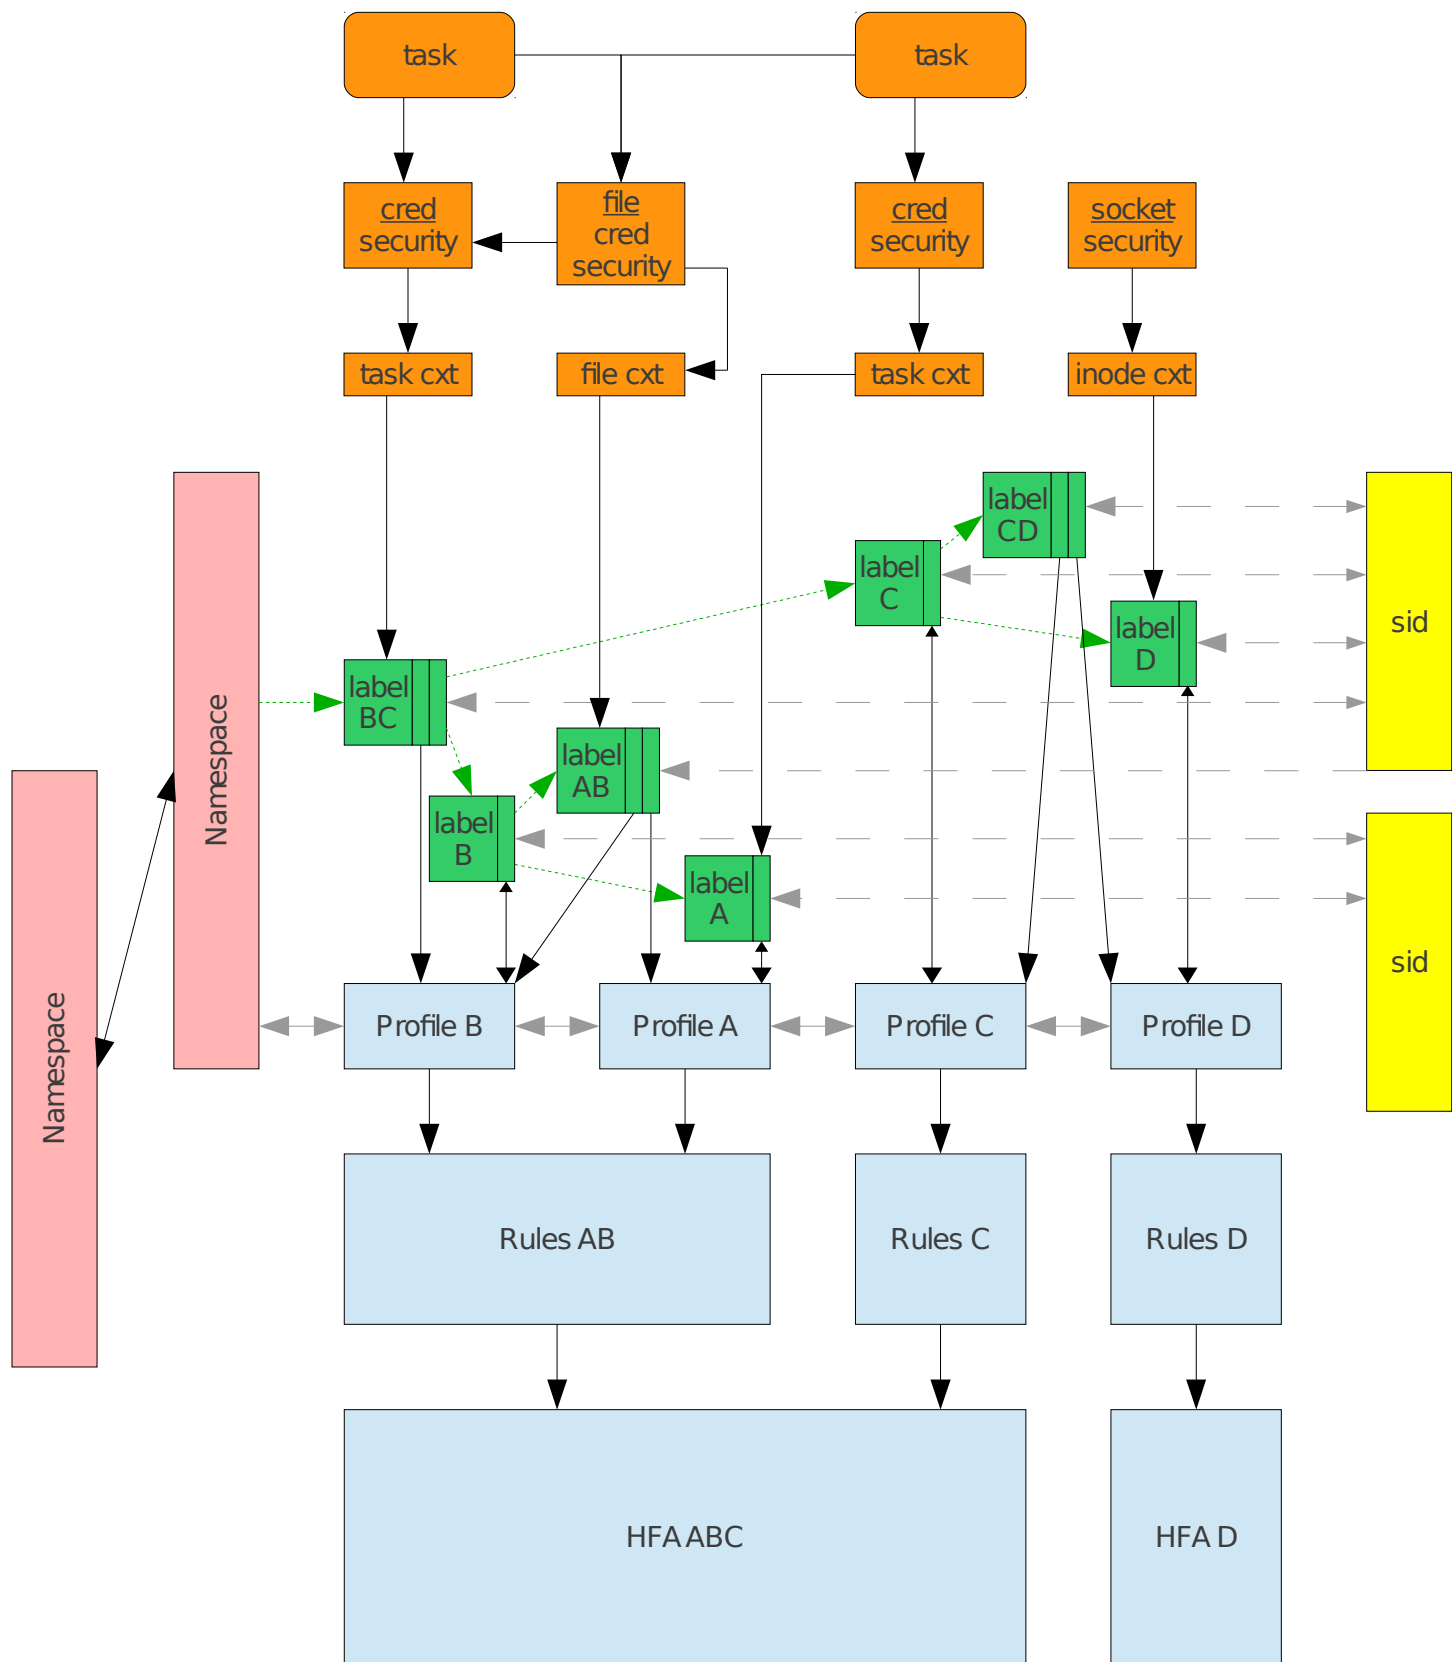 task
task
cred
security
file
cred
security
cred
security
socket
security
task cxt
file cxt
task cxt
inode cxt
label
CD
label
C
label
D
sid
label
BC
label
AB
Namespace
label
B
label
A
sid
Namespace
Profile B
Profile A
Profile C
Profile D
Rules AB
Rules C
Rules D
HFA ABC
HFA D